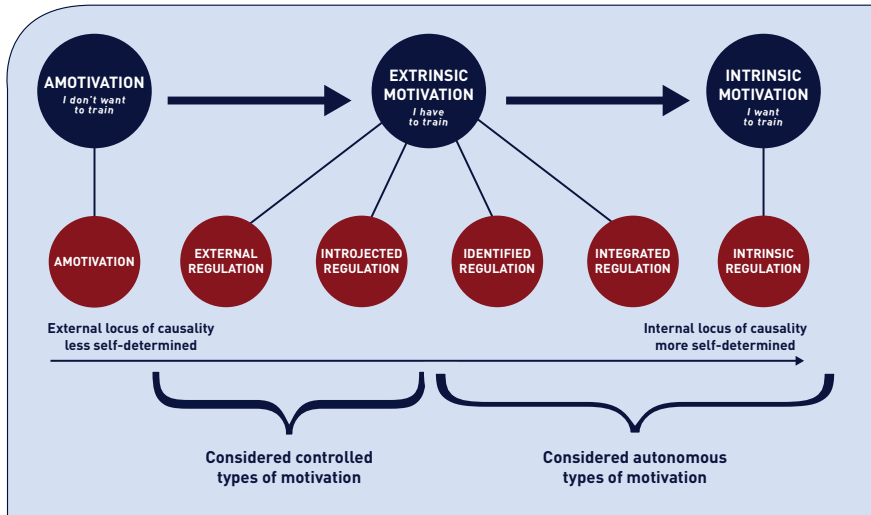 AMOTIVATION
I don't want
to train
EXTRINSIC
MOTIVATION
I have
to train
INTRINSIC
MOTIVATION
I want
to train
AMOTIVATION
EXTERNAL
REGULATION
INTROJECTED
REGULATION
IDENTIFIED
REGULATION
INTEGRATED
REGULATION
INTRINSIC
REGULATION
External locus of causality
less self-determined
Internal locus of causality
more self-determined
Considered controlled
types of motivation
Considered autonomous
types of motivation